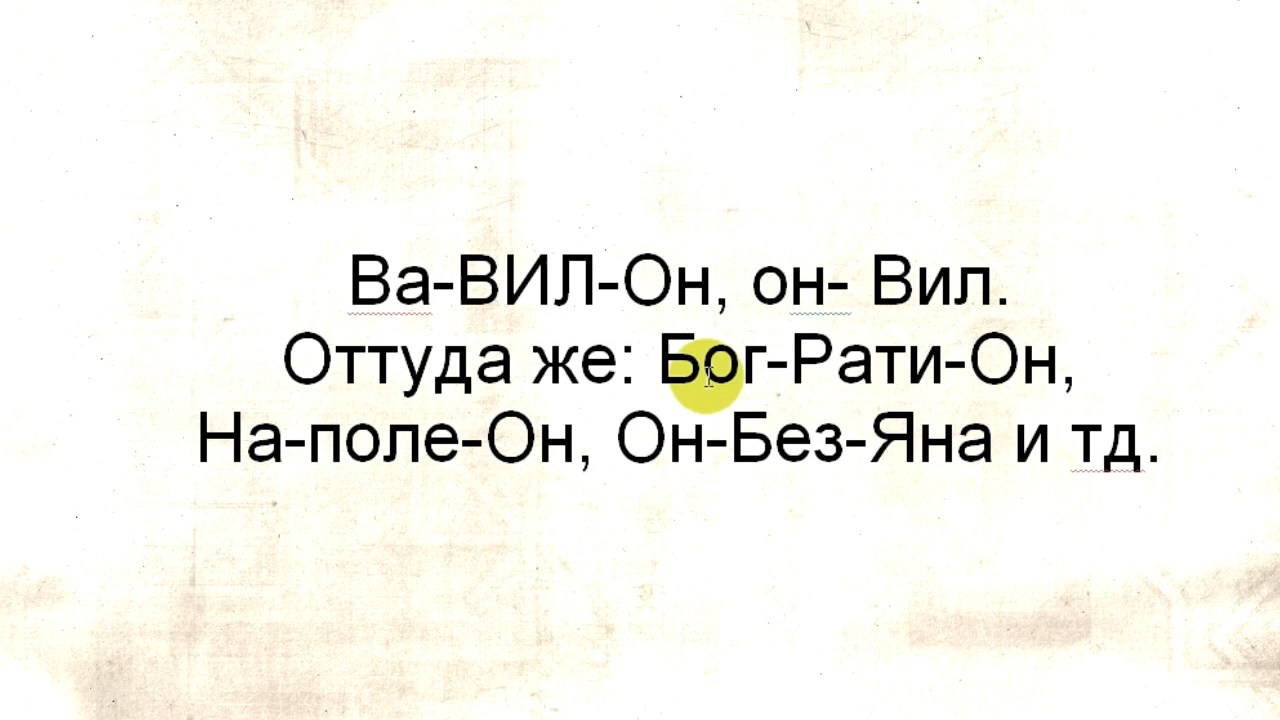 Ва-ВИЛ-Он, он- Вил.
Оттуда же: Бог-Рати-Он,
На-поле-Он, Он-Без-Яна и тд.